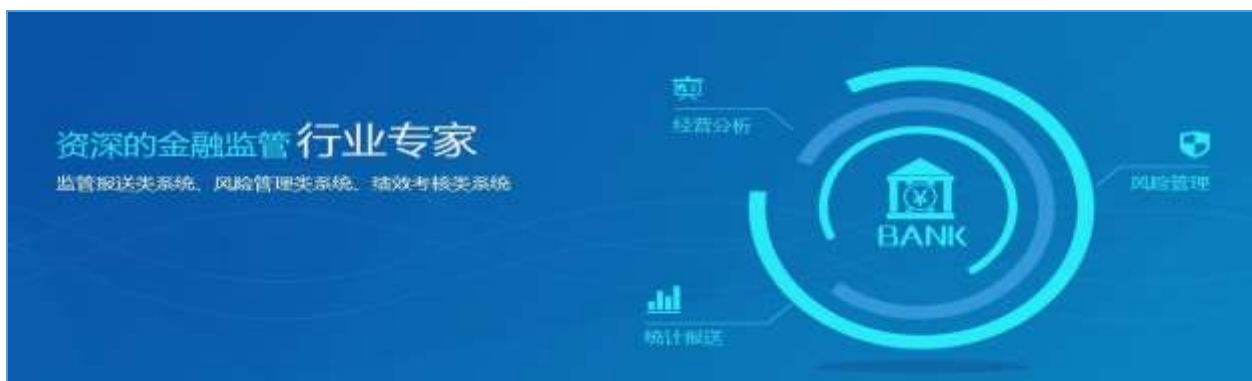 资深的金融监管行业专家
监管报送类系统、风险管理类系统、绩效考核类系统
经营分析
风险管理
BANK
统计报送